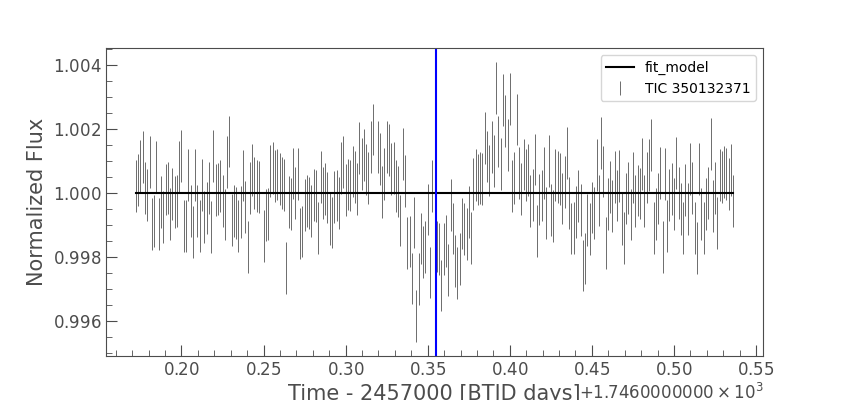 1.004
1.002
1.000
0.998
0.996
Normalized Flux
fit_model
TIC 350132371
0.20 0.25 0.30 0.35 0.40 0.45 0.50 0.55
Time - 2457000 [BTJD days]
+1.7460000000 × 10³